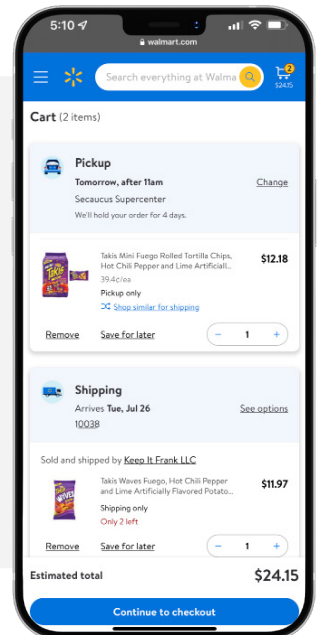 5:10
walmart.com
Search everything at Walma
2
$24.15
Cart (2 items)
Pickup
Tomorrow, after 11am
Change
Secaucus Supercenter
We'll hold your order for 4 days.
Takis Mini Fuego Rolled Tortilla Chips,
Hot Chili Pepper and Lime Artificiall...
$12.18
39.4¢/ea
Pickup only
Shop similar for shipping
Remove
Save for later
– 1 +
Shipping
Arrives Tue, Jul 26
See options
10038
Sold and shipped by Keep It Frank LLC
Takis Waves Fuego, Hot Chili Pepper
and Lime Artificially Flavored Potato...
$11.97
Shipping only
Only 2 left
Remove
Save for later
– 1 +
Estimated total
$24.15
Continue to checkout